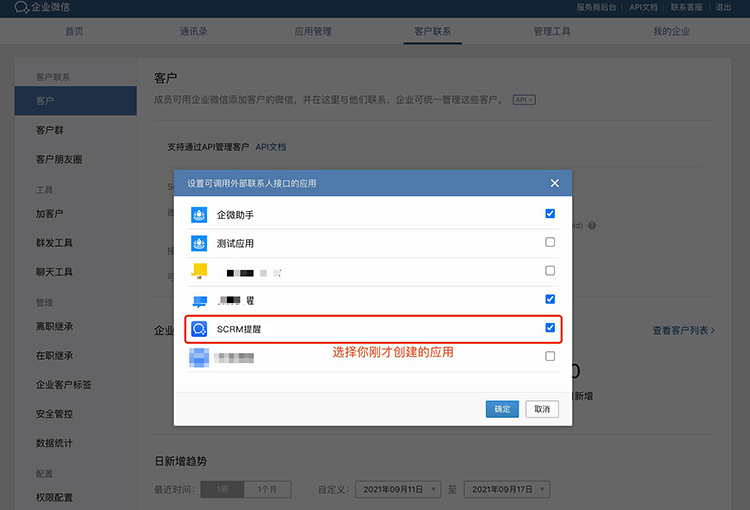 企业微信
服务商后台 | API文档 | 联系客服 | 退出
首页 通讯录 应用管理 客户联系 管理工具 我的企业
客户联系
客户
客户群
客户朋友圈
工具
加客户
群发工具
聊天工具
管理
离职继承
在职继承
企业客户标签
安全管控
数据统计
配置
权限配置
客户
成员可用企业微信添加客户的微信，并在这里与他们联系，企业可统一管理这些客户。 API
支持通过API管理客户 API文档
设置可调用外部联系人接口的应用
企微助手
测试应用
SCRM提醒
选择你刚才创建的应用
确定 取消
查看客户列表
日新增趋势
最近时间： 1周 1个月 自定义： 2021年09月11日 至 2021年09月17日